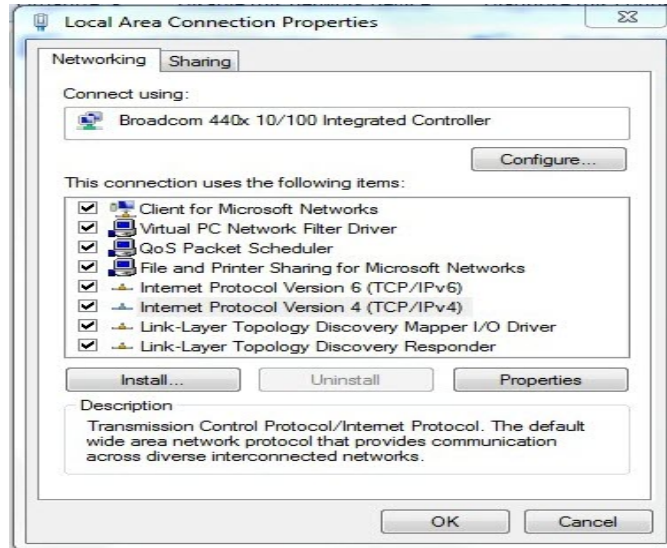 Local Area Connection Properties
Networking
Sharing
Connect using:
Broadcom 440x 10/100 Integrated Controller
Configure...
This connection uses the following items:
Client for Microsoft Networks
Virtual PC Network Filter Driver
QoS Packet Scheduler
File and Printer Sharing for Microsoft Networks
Internet Protocol Version 6 (TCP/IPv6)
Internet Protocol Version 4 (TCP/IPv4)
Link-Layer Topology Discovery Mapper I/O Driver
Link-Layer Topology Discovery Responder
Install...
Uninstall
Properties
Description
Transmission Control Protocol/Internet Protocol. The default
wide area network protocol that provides communication
across diverse interconnected networks.
OK
Cancel